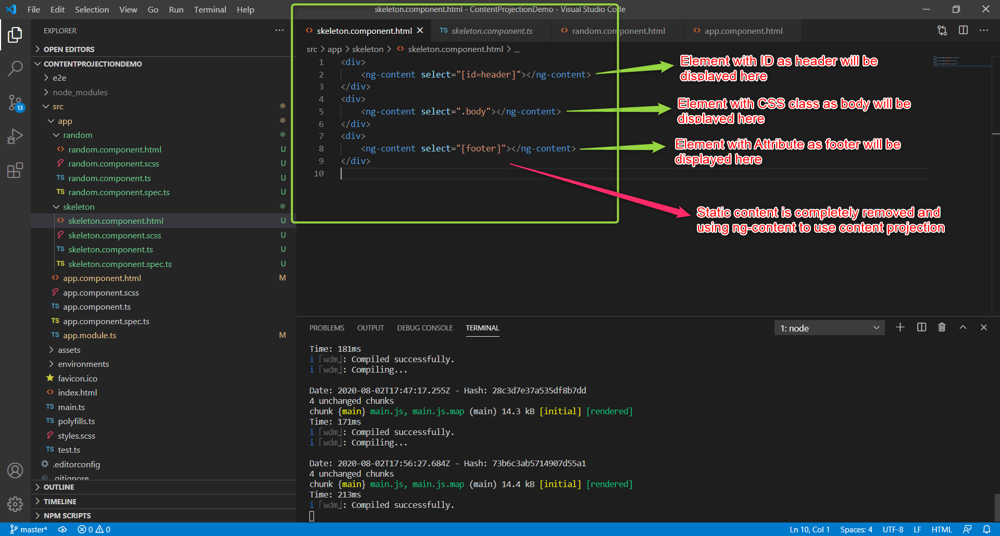 File Edit Selection View Go Run Terminal Help
skeleton.component.html - ContentProjectionDemo - Visual Studio Code
EXPLORER
OPEN EDITORS
CONTENTPROJECTIONDEMO
e2e
node_modules
src
app
random
random.component.html U
random.component.scss U
random.component.ts U
random.component.spec.ts U
skeleton
skeleton.component.html U
skeleton.component.scss U
skeleton.component.ts U
skeleton.component.spec.ts U
app.component.html M
app.component.scss
app.component.ts
app.component.spec.ts
app.module.ts M
assets
environments
favicon.ico
index.html
main.ts
polyfills.ts
styles.scss
test.ts
.editorconfig
.gitignore
OUTLINE
TIMELINE
NPM SCRIPTS
13
skeleton.component.html
TS skeleton.component.ts
random.component.html
app.component.html
src > app > skeleton > skeleton.component.html > ...
1 <div>
2 <ng-content select="[id=header]"></ng-content>
3 </div>
4 <div>
5 <ng-content select=".body"></ng-content>
6 </div>
7 <div>
8 <ng-content select="[footer]"></ng-content>
9 </div>
10
Element with ID as header will be
displayed here
Element with CSS class as body will be
displayed here
Element with Attribute as footer will be
displayed here
Static content is completely removed and
using ng-content to use content projection
PROBLEMS OUTPUT DEBUG CONSOLE TERMINAL
1: node
Time: 181ms
i ｢wdm｣: Compiled successfully.
i ｢wdm｣: Compiling...
Date: 2020-08-02T17:47:17.255Z - Hash: 28c3d7e37a535df8b7dd
4 unchanged chunks
chunk {main} main.js, main.js.map (main) 14.3 kB [initial] [rendered]
Time: 171ms
i ｢wdm｣: Compiled successfully.
i ｢wdm｣: Compiling...
Date: 2020-08-02T17:56:27.684Z - Hash: 73b6c3ab5714907d55a1
4 unchanged chunks
chunk {main} main.js, main.js.map (main) 14.4 kB [initial] [rendered]
Time: 213ms
i ｢wdm｣: Compiled successfully.
master* 0 0
Ln 10, Col 1 Spaces: 4 UTF-8 LF HTML